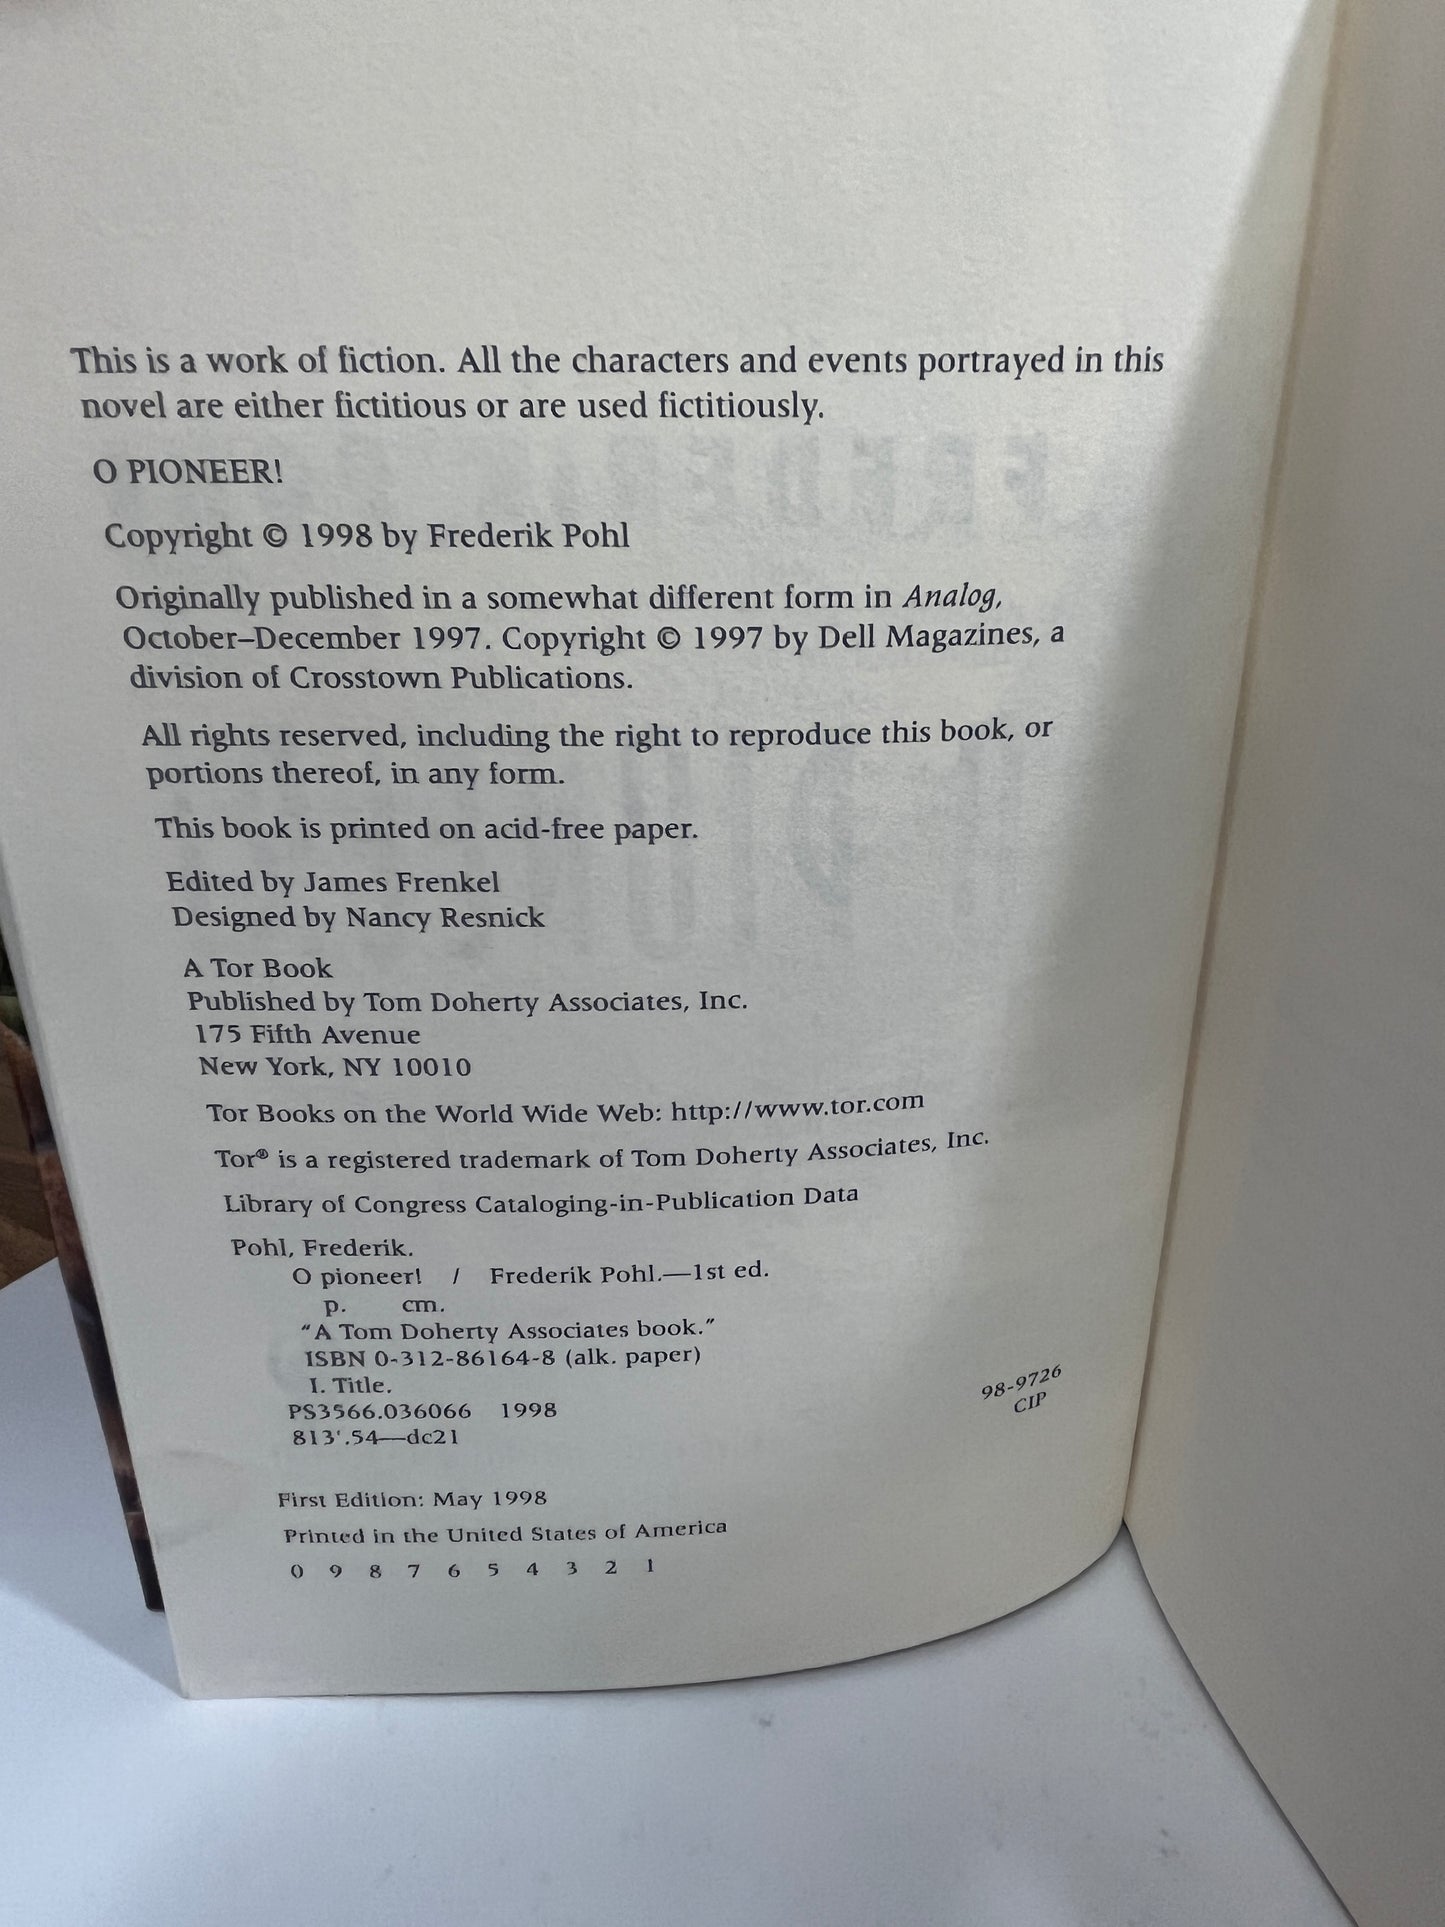 This is a work of fiction. All the characters and events portrayed in this
novel are either fictitious or are used fictitiously.
O PIONEER!
Copyright © 1998 by Frederik Pohl
Originally published in a somewhat different form in Analog,
October–December 1997. Copyright © 1997 by Dell Magazines, a
division of Crosstown Publications.
All rights reserved, including the right to reproduce this book, or
portions thereof, in any form.
This book is printed on acid-free paper.
Edited by James Frenkel
Designed by Nancy Resnick
A Tor Book
Published by Tom Doherty Associates, Inc.
175 Fifth Avenue
New York, NY 10010
Tor Books on the World Wide Web: http://www.tor.com
Tor® is a registered trademark of Tom Doherty Associates, Inc.
Library of Congress Cataloging-in-Publication Data
Pohl, Frederik.
O pioneer! / Frederik Pohl.—1st ed.
p. cm.
"A Tom Doherty Associates book."
ISBN 0-312-86164-8 (alk. paper)
I. Title.
PS3566.O36O66 1998
813'.54—dc21
98-9726
CIP
First Edition: May 1998
Printed in the United States of America
0 9 8 7 6 5 4 3 2 1